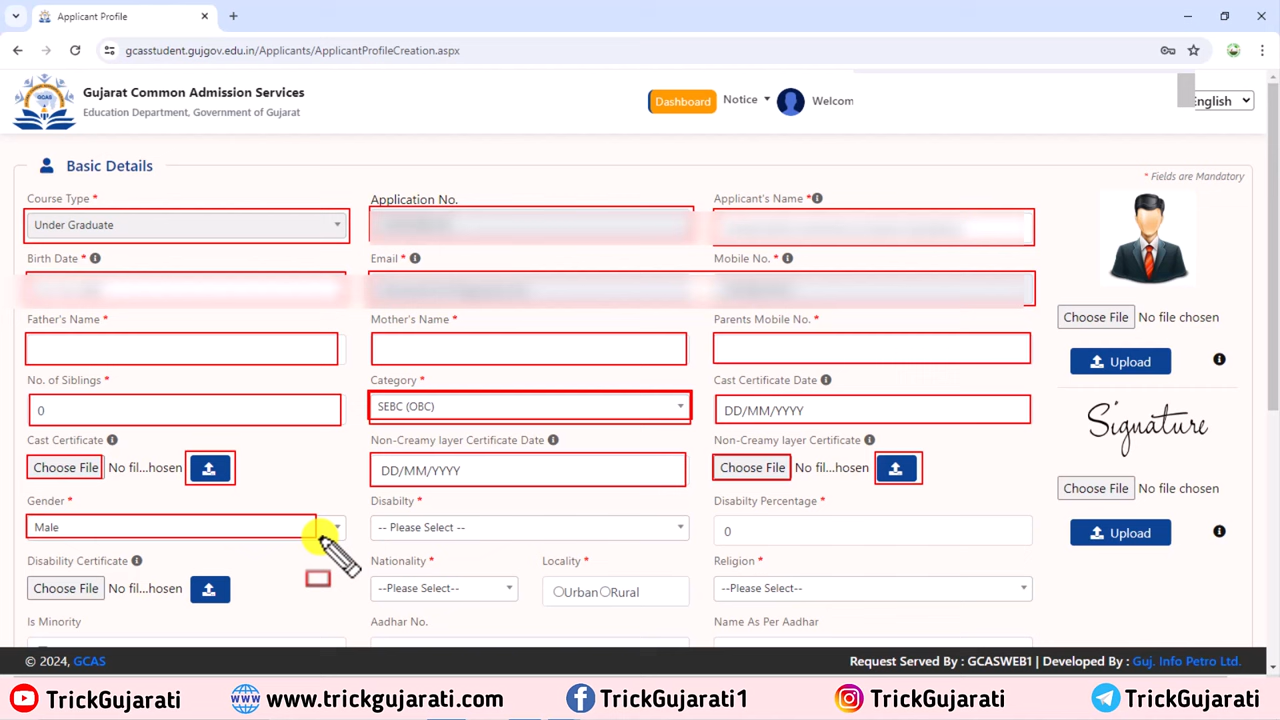 Applicant Profile
gcasstudent.gujgov.edu.in/Applicants/ApplicantProfileCreation.aspx
GCAS
Gujarat Common Admission Services
Education Department, Government of Gujarat
Dashboard
Notice
Welcom
English
Basic Details
* Fields are Mandatory
Course Type *
Application No.
Applicant's Name *
Under Graduate
Birth Date
Email *
Mobile No. *
Choose File No file chosen
Father's Name *
Mother's Name *
Parents Mobile No. *
Upload
No. of Siblings *
Category *
Cast Certificate Date
0
SEBC (OBC)
DD/MM/YYYY
Signature
Cast Certificate
Non-Creamy layer Certificate Date
Non-Creamy layer Certificate
Choose File No fil...hosen
DD/MM/YYYY
Choose File No fil...hosen
Choose File No file chosen
Gender *
Disabilty *
Disabilty Percentage *
Male
-- Please Select --
0
Upload
Disability Certificate
Nationality *
Locality *
Religion *
Choose File No fil...hosen
--Please Select--
Urban Rural
--Please Select--
Is Minority
Aadhar No.
Name As Per Aadhar
© 2024, GCAS
Request Served By : GCASWEB1 | Developed By : Guj. Info Petro Ltd.
TrickGujarati
www.trickgujarati.com
TrickGujarati1
TrickGujarati
TrickGujarati